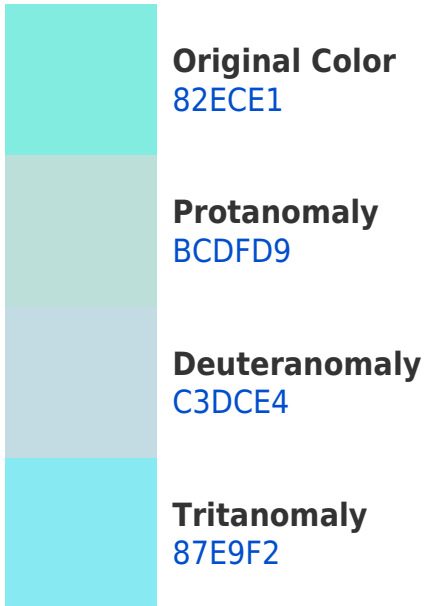 Original Color
82ECE1
Protanomaly
BCDFD9
Deuteranomaly
C3DCE4
Tritanomaly
87E9F2